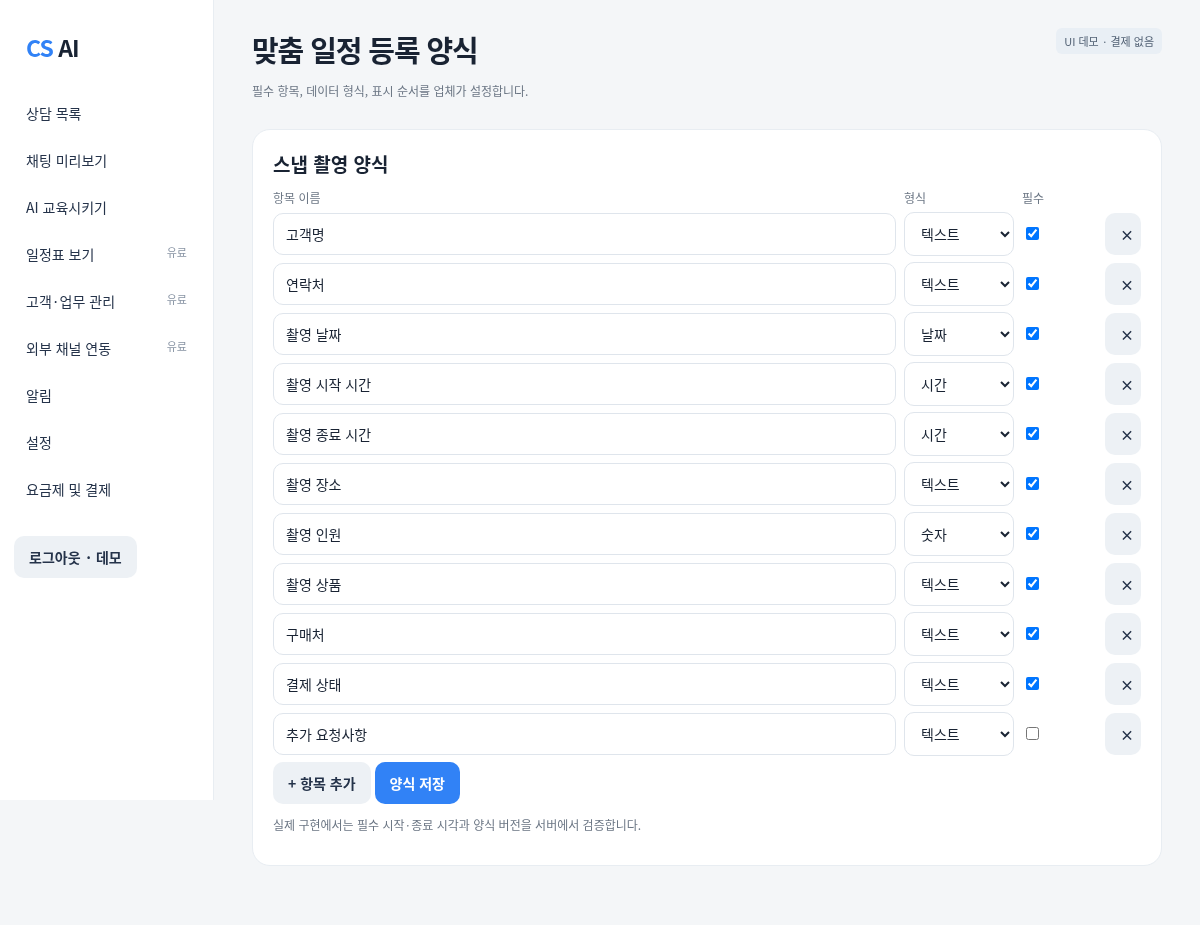 CS AI
상담 목록
채팅 미리보기
AI 교육시키기
일정표 보기 유료
고객·업무 관리 유료
외부 채널 연동 유료
알림
설정
요금제 및 결제
로그아웃 · 데모
맞춤 일정 등록 양식
UI 데모 · 결제 없음
필수 항목, 데이터 형식, 표시 순서를 업체가 설정합니다.
스냅 촬영 양식
항목 이름 형식 필수
고객명 텍스트 ×
연락처 텍스트 ×
촬영 날짜 날짜 ×
촬영 시작 시간 시간 ×
촬영 종료 시간 시간 ×
촬영 장소 텍스트 ×
촬영 인원 숫자 ×
촬영 상품 텍스트 ×
구매처 텍스트 ×
결제 상태 텍스트 ×
추가 요청사항 텍스트 ×
+ 항목 추가 양식 저장
실제 구현에서는 필수 시작·종료 시각과 양식 버전을 서버에서 검증합니다.